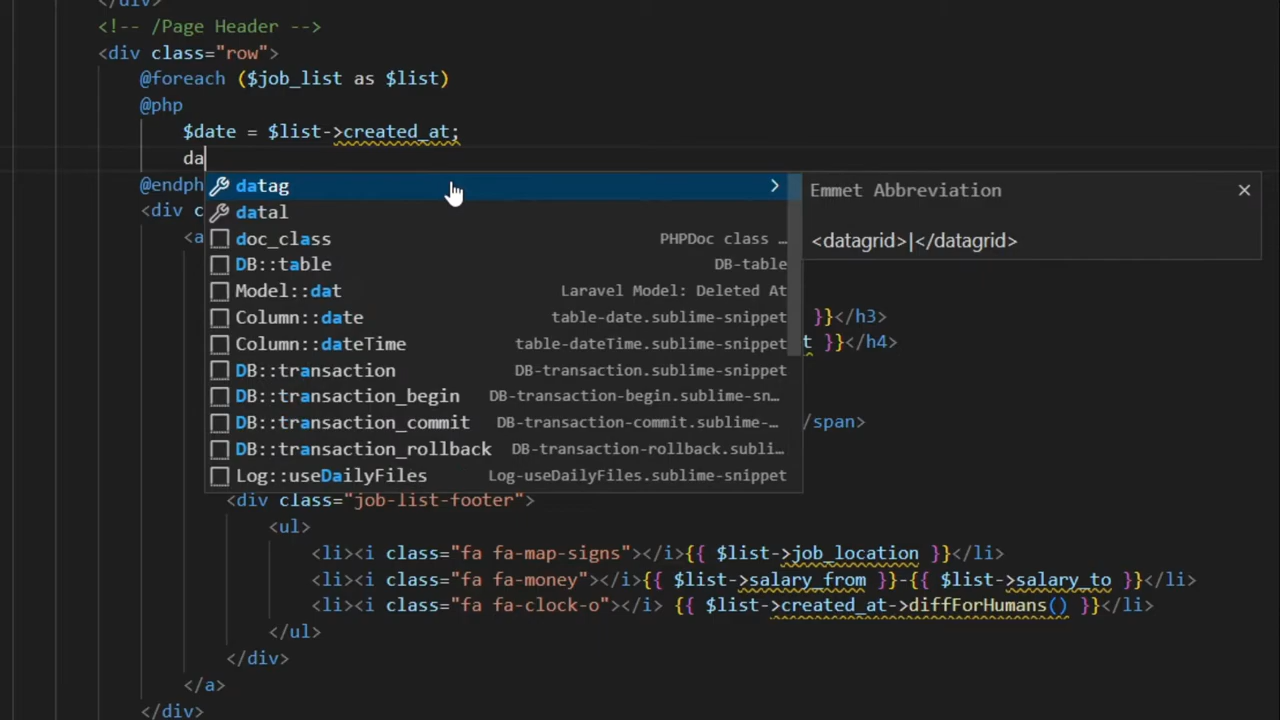 </div>
<!-- /Page Header -->
<div class="row">
@foreach ($job_list as $list)
@php
$date = $list->created_at;
da
@endph
datag
Emmet Abbreviation
<div c
datal
<a
doc_class PHPDoc class …
<datagrid>|</datagrid>
DB::table DB-table
Model::dat Laravel Model: Deleted At
Column::date table-date.sublime-snippet
}}</h3>
Column::dateTime table-dateTime.sublime-snippet
t }}</h4>
DB::transaction DB-transaction.sublime-snippet
DB::transaction_begin DB-transaction-begin.sublime-sn…
DB::transaction_commit DB-transaction-commit.sublime-…
/span>
DB::transaction_rollback DB-transaction-rollback.subli…
Log::useDailyFiles Log-useDailyFiles.sublime-snippet
<div class="job-list-footer">
<ul>
<li><i class="fa fa-map-signs"></i>{{ $list->job_location }}</li>
<li><i class="fa fa-money"></i>{{ $list->salary_from }}-{{ $list->salary_to }}</li>
<li><i class="fa fa-clock-o"></i> {{ $list->created_at->diffForHumans() }}</li>
</ul>
</div>
</a>
</div>